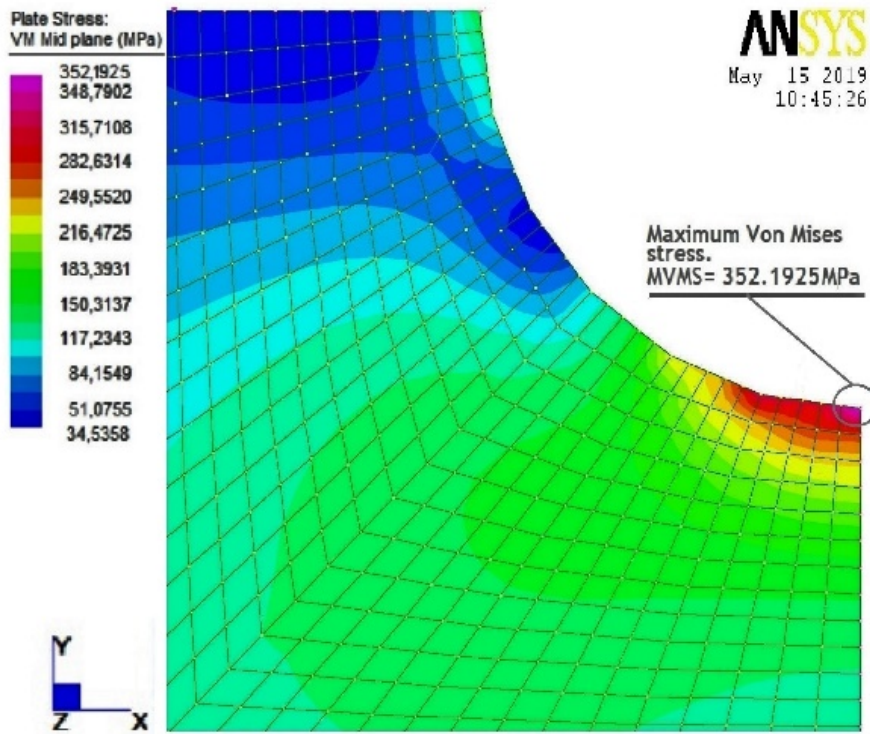 Plate Stress:
VM Mid plane (MPa)
352,1925
348,7902
315,7108
282,6314
249,5520
216,4725
183,3931
150,3137
117,2343
84,1549
51,0755
34,5358
ANSYS
May 15 2019
10:45:26
Maximum Von Mises
stress.
MVMS= 352.1925MPa
Y
Z X